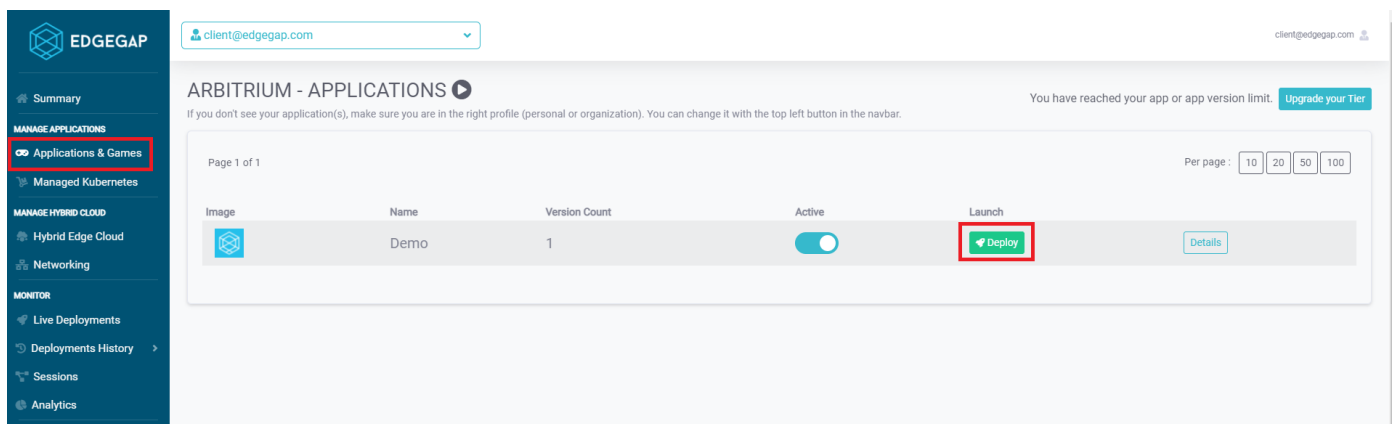 EDGEGAP
client@edgegap.com
client@edgegap.com
Summary
MANAGE APPLICATIONS
Applications & Games
Managed Kubernetes
MANAGE HYBRID CLOUD
Hybrid Edge Cloud
Networking
MONITOR
Live Deployments
Deployments History
Sessions
Analytics
ARBITRIUM - APPLICATIONS
If you don't see your application(s), make sure you are in the right profile (personal or organization). You can change it with the top left button in the navbar.
You have reached your app or app version limit. Upgrade your Tier
Page 1 of 1
Per page : 10 20 50 100
Image Name Version Count Active Launch
Demo 1 Deploy Details